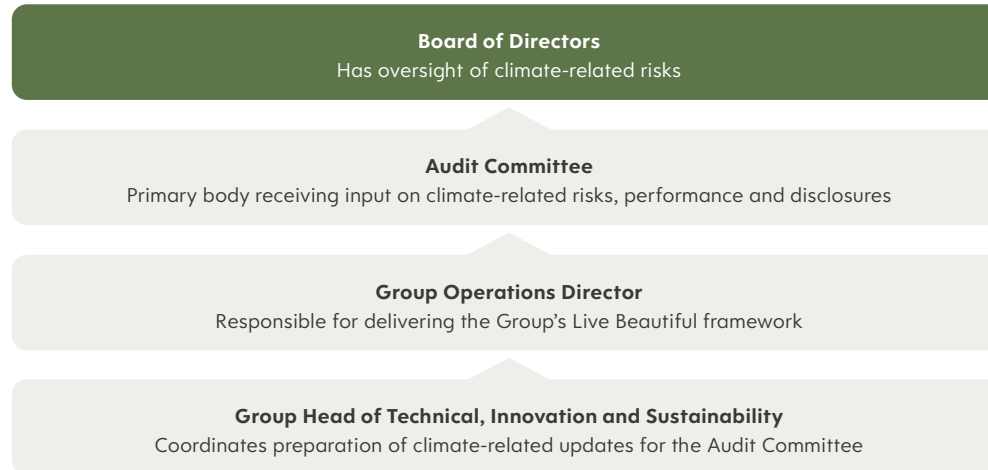 Board of Directors
Has oversight of climate-related risks
Audit Committee
Primary body receiving input on climate-related risks, performance and disclosures
Group Operations Director
Responsible for delivering the Group’s Live Beautiful framework
Group Head of Technical, Innovation and Sustainability
Coordinates preparation of climate-related updates for the Audit Committee